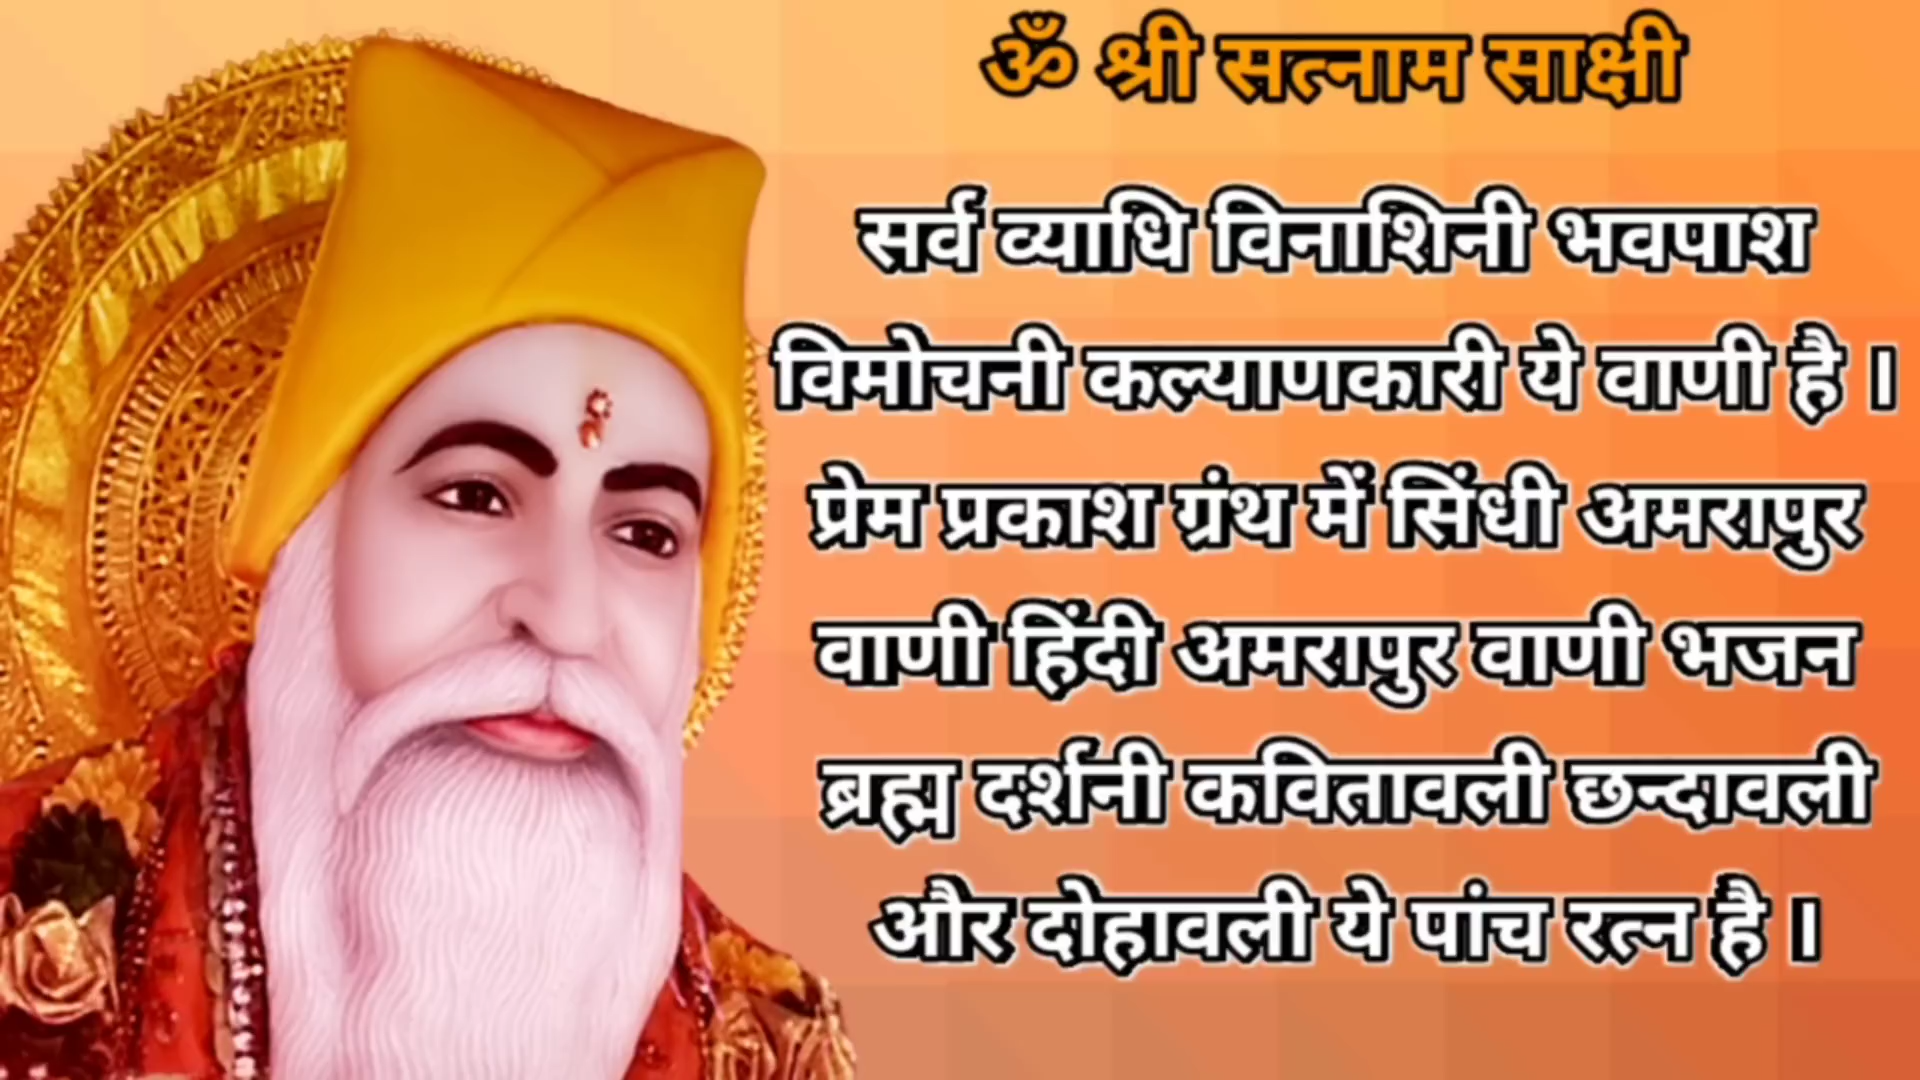 ॐ श्री सत्नाम साक्षी
सर्व व्याधि विनाशिनी भवपाश
विमोचनी कल्याणकारी ये वाणी है ।
प्रेम प्रकाश ग्रंथ में सिंधी अमरापुर
वाणी हिंदी अमरापुर वाणी भजन
ब्रह्म दर्शनी कवितावली छन्दावली
और दोहावली ये पांच रत्न है ।